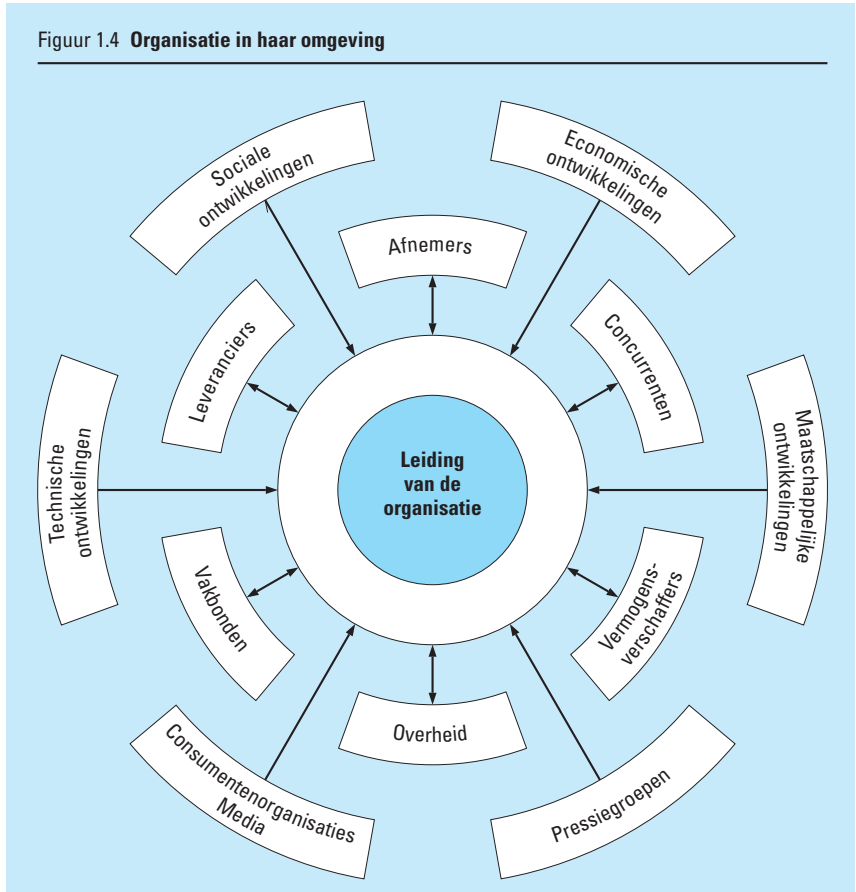 Figuur 1.4 Organisatie in haar omgeving
Sociale
ontwikkelingen
Economische
ontwikkelingen
Afnemers
Leveranciers
Concurrenten
Technische
ontwikkelingen
Leiding
van de
organisatie
Maatschappelijke
ontwikkelingen
Vakbonden
Vermogens-
verschaffers
Overheid
Consumentenorganisaties
Media
Pressiegroepen